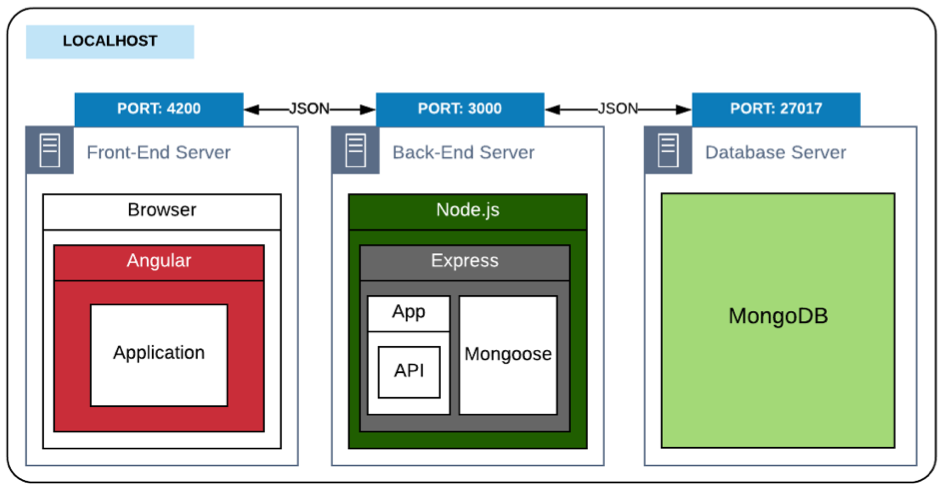 LOCALHOST
PORT: 4200
JSON
PORT: 3000
JSON
PORT: 27017
Front-End Server
Back-End Server
Database Server
Browser
Angular
Application
Node.js
Express
App
API
Mongoose
MongoDB